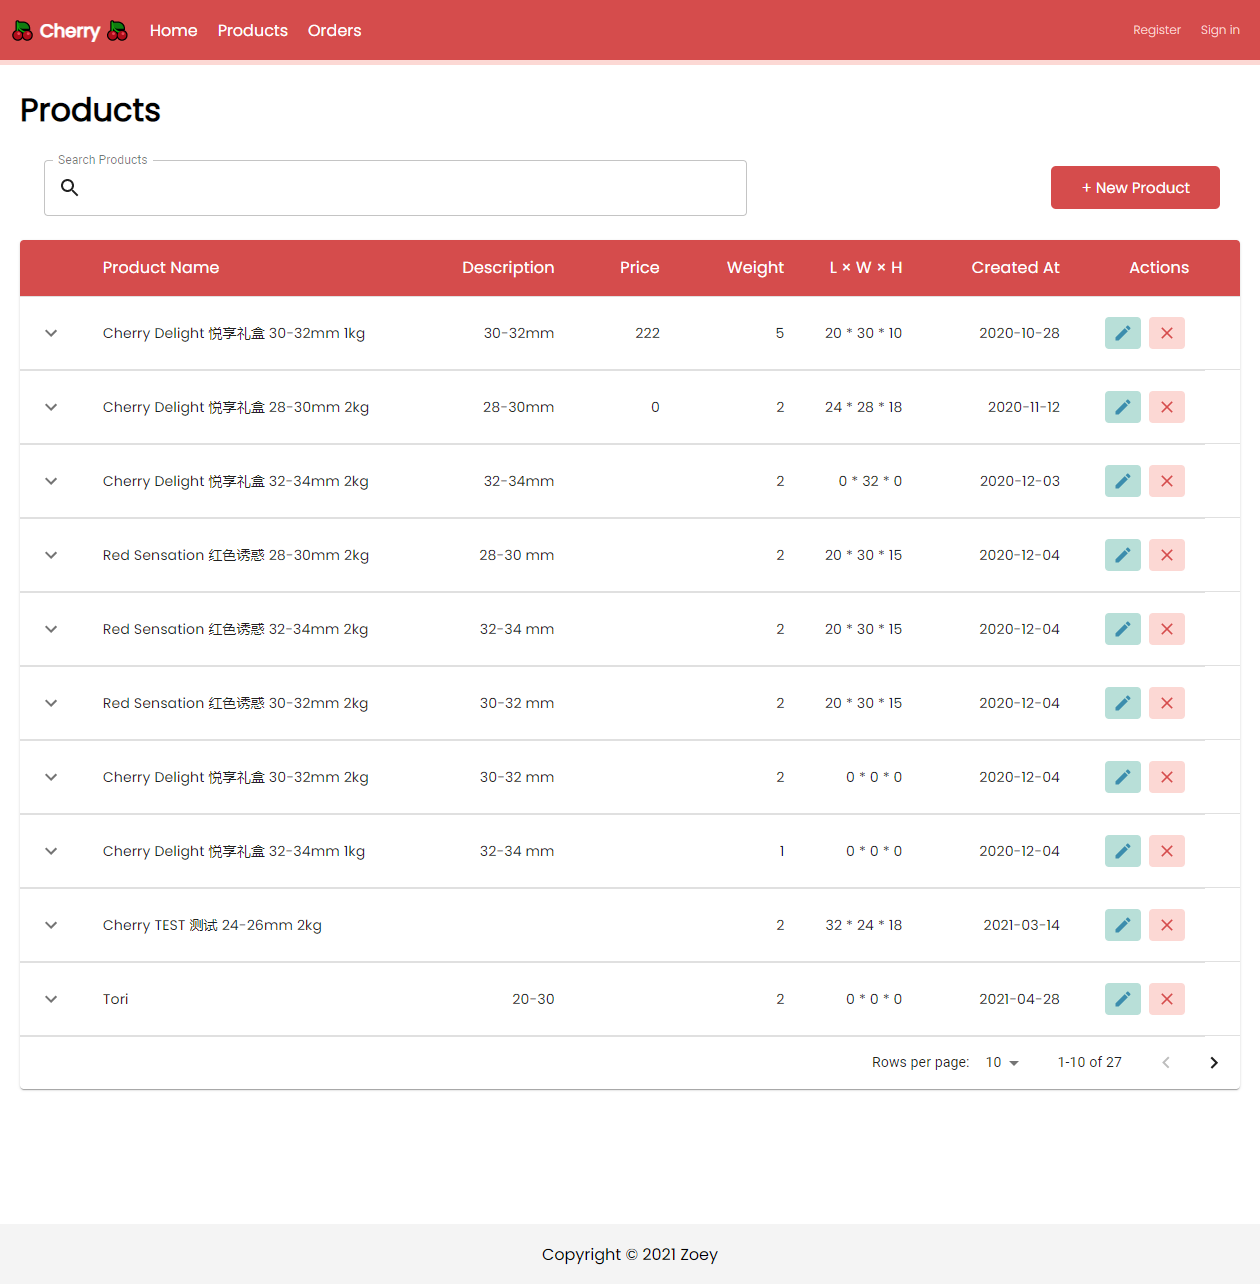 Cherry Home Products Orders Register Sign in
Products
Search Products
+ New Product
Product Name Description Price Weight L × W × H Created At Actions
Cherry Delight 悦享礼盒 30-32mm 1kg 30-32mm 222 5 20 * 30 * 10 2020-10-28
Cherry Delight 悦享礼盒 28-30mm 2kg 28-30mm 0 2 24 * 28 * 18 2020-11-12
Cherry Delight 悦享礼盒 32-34mm 2kg 32-34mm 2 0 * 32 * 0 2020-12-03
Red Sensation 红色诱惑 28-30mm 2kg 28-30 mm 2 20 * 30 * 15 2020-12-04
Red Sensation 红色诱惑 32-34mm 2kg 32-34 mm 2 20 * 30 * 15 2020-12-04
Red Sensation 红色诱惑 30-32mm 2kg 30-32 mm 2 20 * 30 * 15 2020-12-04
Cherry Delight 悦享礼盒 30-32mm 2kg 30-32 mm 2 0 * 0 * 0 2020-12-04
Cherry Delight 悦享礼盒 32-34mm 1kg 32-34 mm 1 0 * 0 * 0 2020-12-04
Cherry TEST 测试 24-26mm 2kg 2 32 * 24 * 18 2021-03-14
Tori 20-30 2 0 * 0 * 0 2021-04-28
Rows per page: 10 1-10 of 27
Copyright © 2021 Zoey